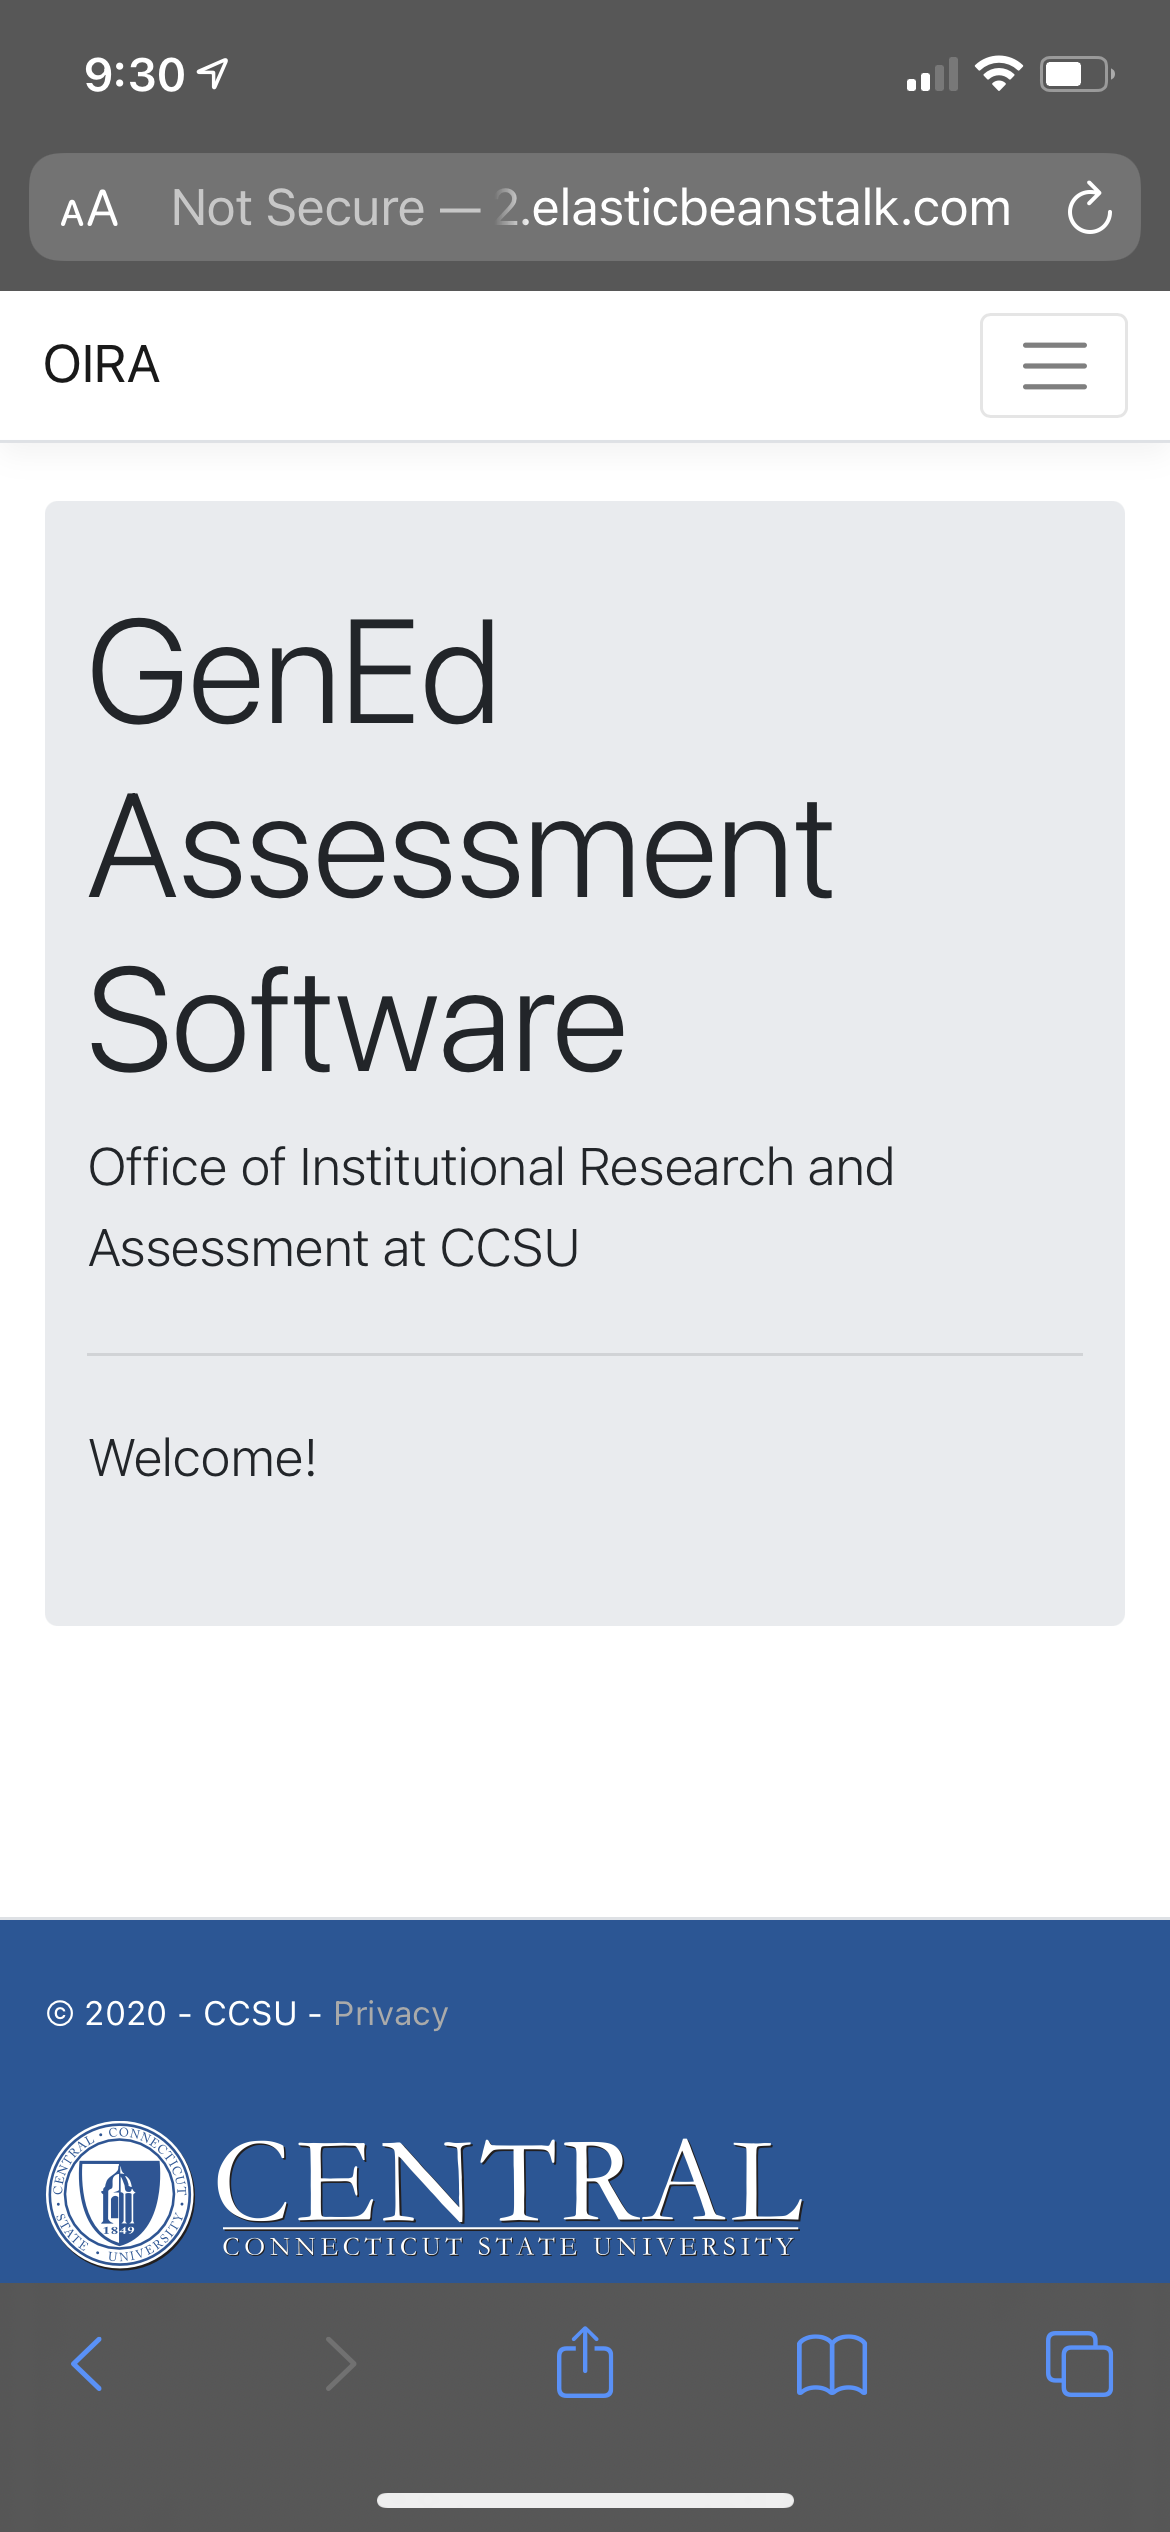 9:30
AA Not Secure — 2.elasticbeanstalk.com
OIRA
GenEd
Assessment
Software
Office of Institutional Research and
Assessment at CCSU
Welcome!
© 2020 - CCSU - Privacy
CENTRAL • CONNECTICUT • STATE • UNIVERSITY •
1849
CENTRAL
CONNECTICUT STATE UNIVERSITY